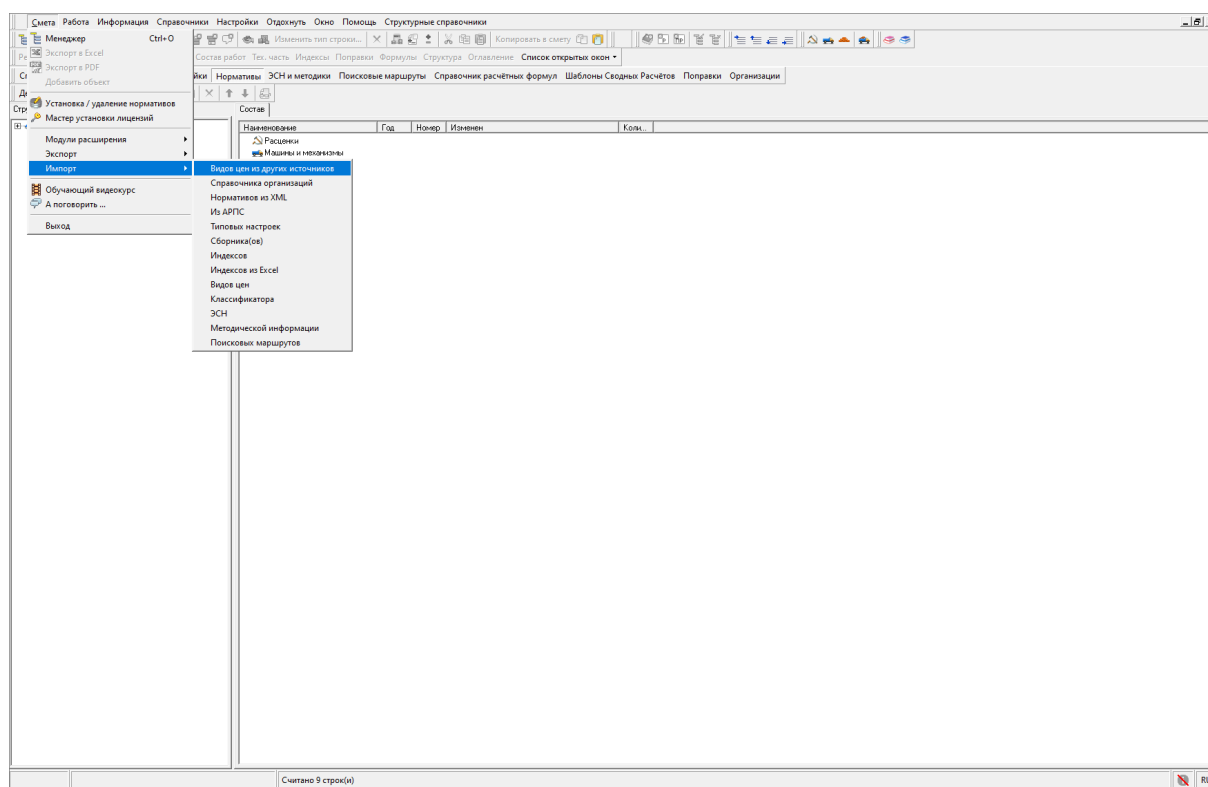 Смета Работа Информация Справочники Настройки Отдохнуть Окно Помощь Структурные справочники
Менеджер Ctrl+O
Изменить тип строки... Копировать в смету
Экспорт в Excel
Состав работ Тех. часть Индексы Поправки Формулы Структура Оглавление Список открытых окон
Экспорт в PDF
Нормативы ЭСН и методики Поисковые маршруты Справочник расчётных формул Шаблоны Сводных Расчётов Поправки Организации
Добавить объект
Установка / удаление нормативов
Состав
Мастер установки лицензий
Наименование Год Номер Изменен Коли...
Модули расширения
Расценки
Экспорт
Машины и механизмы
Импорт
Видов цен из других источников
Справочника организаций
Обучающий видеокурс
Нормативов из XML
А поговорить ...
Из АРПС
Выход
Типовых настроек
Сборника(ов)
Индексов
Индексов из Excel
Видов цен
Классификатора
ЭСН
Методической информации
Поисковых маршрутов
Считано 9 строк(и)